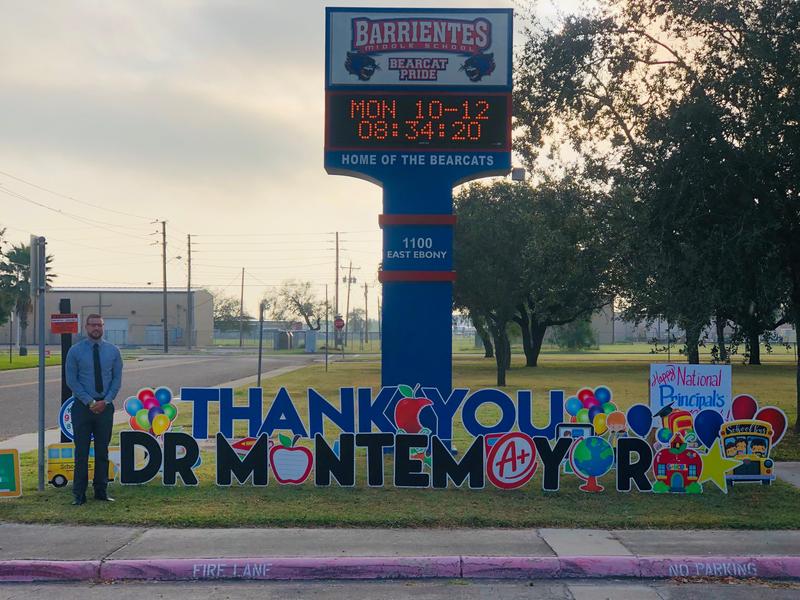 BARRIENTES
MIDDLE SCHOOL
BEARCAT
PRIDE
MON 10-12
08:34:20
HOME OF THE BEARCATS
1100
EAST EBONY
Happy National
Principal's
THANK YOU
DR MONTEMAYOR
A+
School Bus
FIRE LANE
NO PARKING